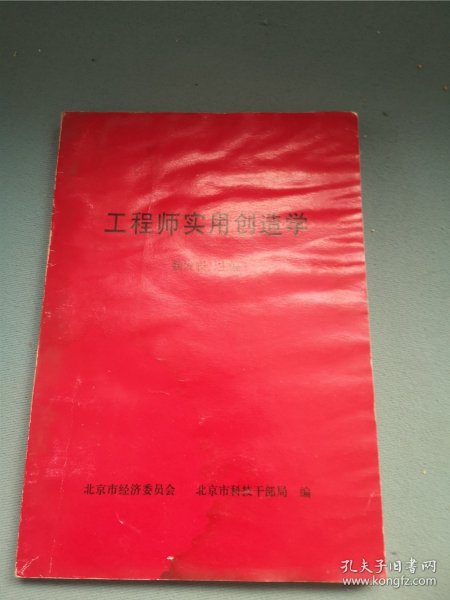 工程师实用创造学
北京市经济委员会 北京市科技干部局 编
孔夫子旧书网
www.kongfz.com